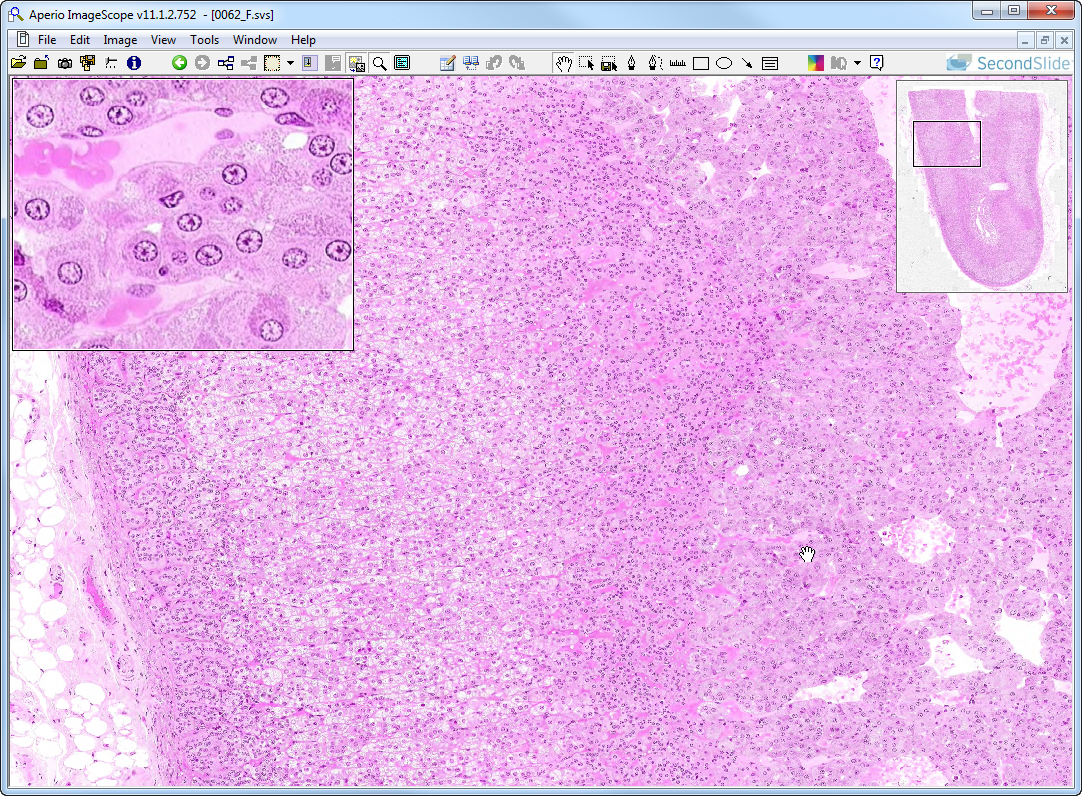 Aperio ImageScope v11.1.2.752 - [0062_F.svs]
File Edit Image View Tools Window Help
SecondSlide